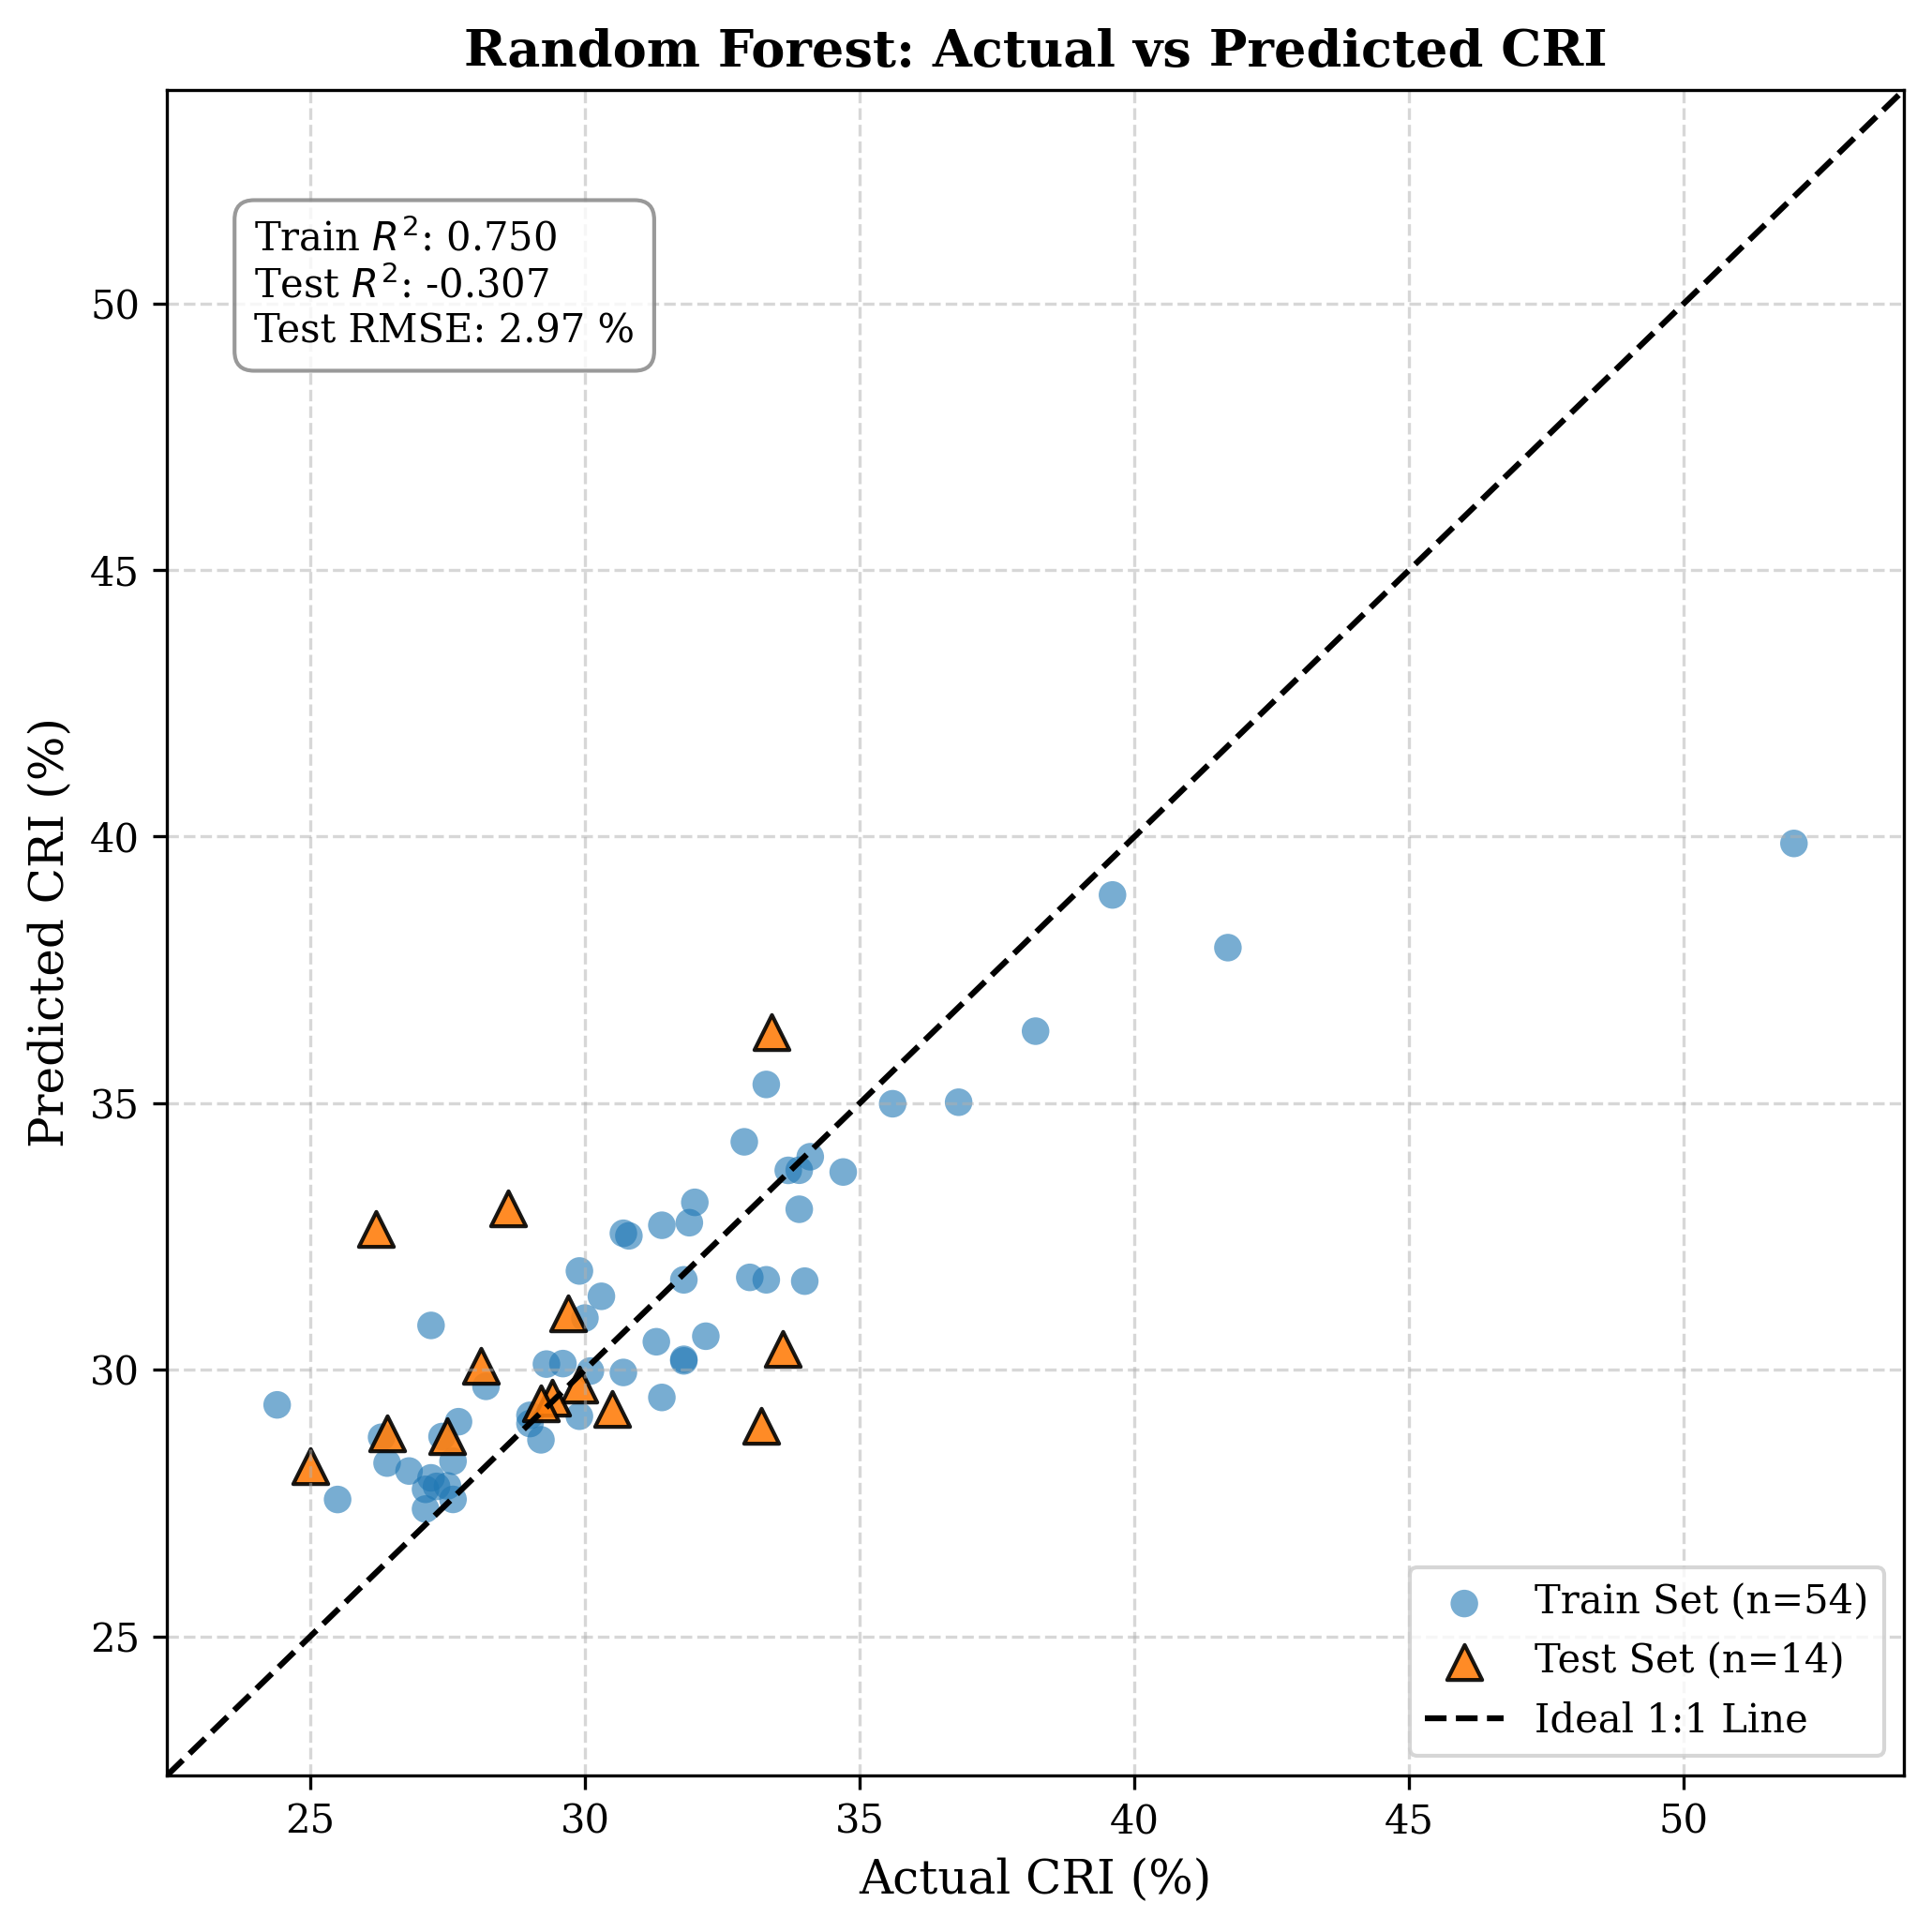 Random Forest: Actual vs Predicted CRI
Train R²: 0.750
Test R²: -0.307
Test RMSE: 2.97 %
Predicted CRI (%)
50
45
40
35
30
25
25 30 35 40 45 50
Actual CRI (%)
Train Set (n=54)
Test Set (n=14)
Ideal 1:1 Line